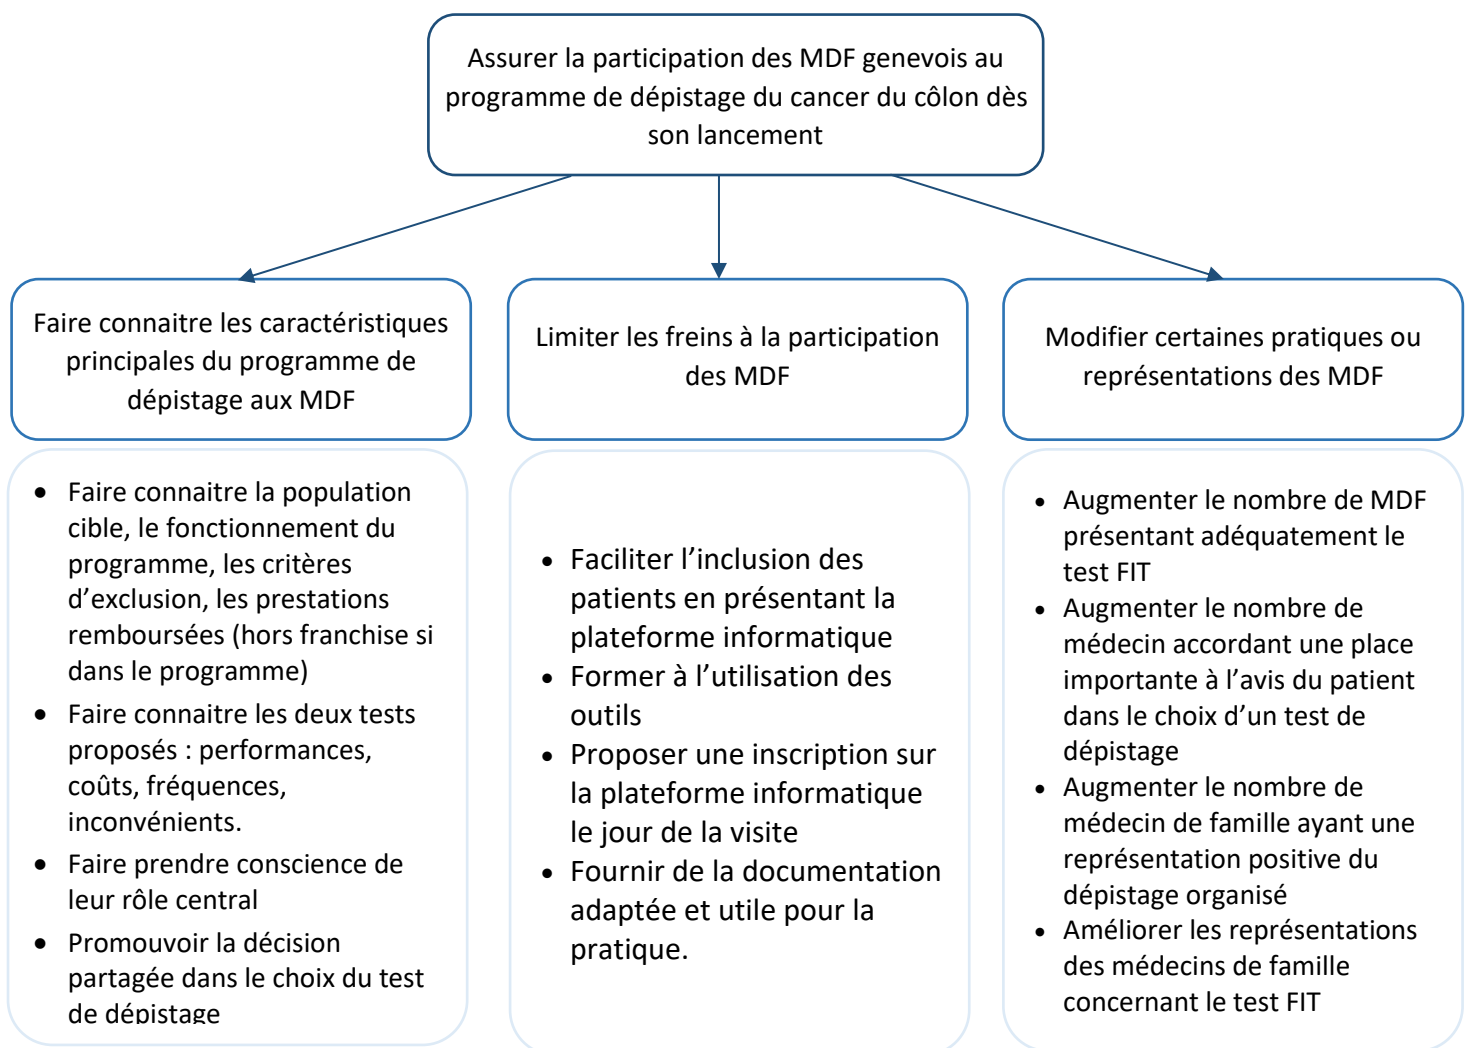 Assurer la participation des MDF genevois au
programme de dépistage du cancer du côlon dès
son lancement
Faire connaitre les caractéristiques
principales du programme de
dépistage aux MDF
Limiter les freins à la participation
des MDF
Modifier certaines pratiques ou
représentations des MDF
• Faire connaitre la population
cible, le fonctionnement du
programme, les critères
d’exclusion, les prestations
remboursées (hors franchise si
dans le programme)
• Faire connaitre les deux tests
proposés : performances,
coûts, fréquences,
inconvénients.
• Faire prendre conscience de
leur rôle central
• Promouvoir la décision
partagée dans le choix du test
de dépistage
• Faciliter l’inclusion des
patients en présentant la
plateforme informatique
• Former à l’utilisation des
outils
• Proposer une inscription sur
la plateforme informatique
le jour de la visite
• Fournir de la documentation
adaptée et utile pour la
pratique.
• Augmenter le nombre de MDF
présentant adéquatement le
test FIT
• Augmenter le nombre de
médecin accordant une place
importante à l’avis du patient
dans le choix d’un test de
dépistage
• Augmenter le nombre de
médecin de famille ayant une
représentation positive du
dépistage organisé
• Améliorer les représentations
des médecins de famille
concernant le test FIT